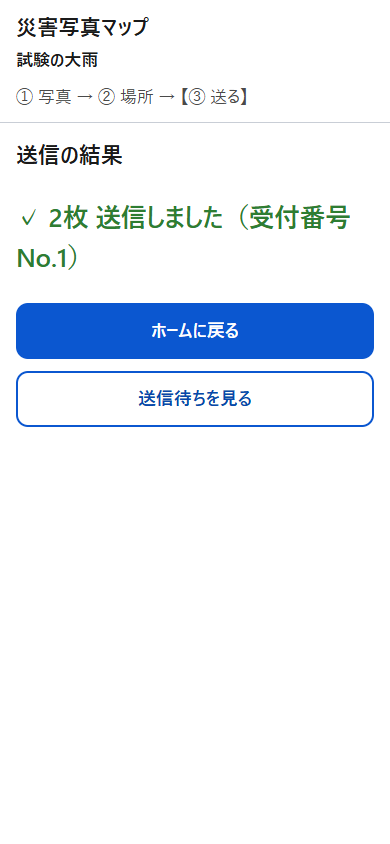 災害写真マップ
試験の大雨
① 写真 → ② 場所 →【③ 送る】
送信の結果
✓ 2枚 送信しました（受付番号
No.1）
ホームに戻る
送信待ちを見る